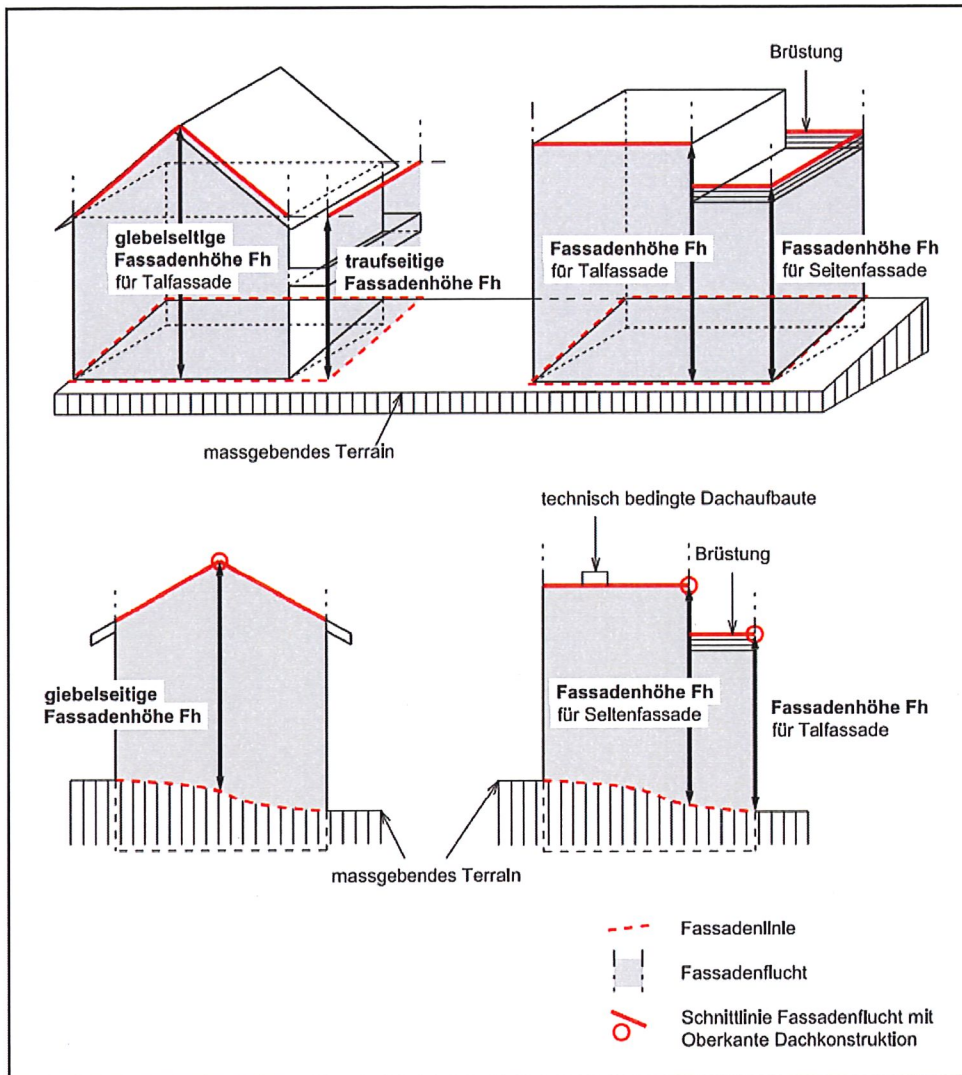 Brüstung
giebelseitige
Fassadenhöhe Fh
für Talfassade
traufseitige
Fassadenhöhe Fh
Fassadenhöhe Fh
für Talfassade
Fassadenhöhe Fh
für Seitenfassade
massgebendes Terrain
technisch bedingte Dachaufbaute
Brüstung
giebelseitige
Fassadenhöhe Fh
Fassadenhöhe Fh
für Seitenfassade
Fassadenhöhe Fh
für Talfassade
massgebendes Terrain
Fassadenlinie
Fassadenflucht
Schnittlinie Fassadenflucht mit
Oberkante Dachkonstruktion